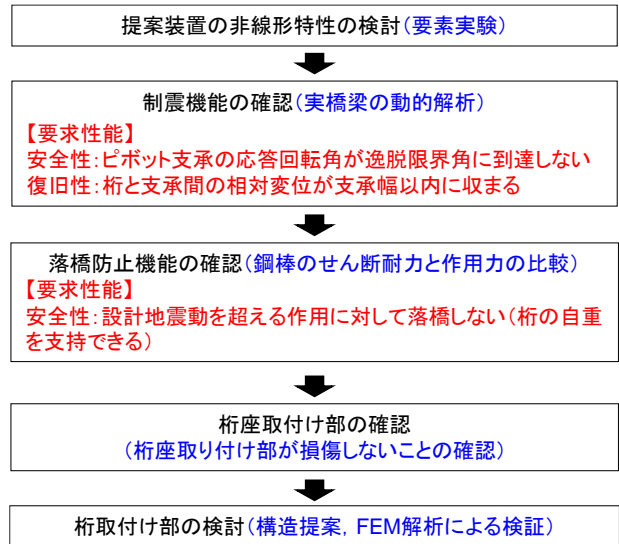 提案装置の非線形特性の検討(要素実験)
制震機能の確認(実橋梁の動的解析)
【要求性能】
安全性:ピボット支承の応答回転角が逸脱限界角に到達しない
復旧性:桁と支承間の相対変位が支承幅以内に収まる
落橋防止機能の確認(鋼棒のせん断耐力と作用力の比較)
【要求性能】
安全性:設計地震動を超える作用に対して落橋しない(桁の自重
を支持できる)
桁座取付け部の確認
(桁座取り付け部が損傷しないことの確認)
桁取付け部の検討(構造提案, FEM解析による検証)